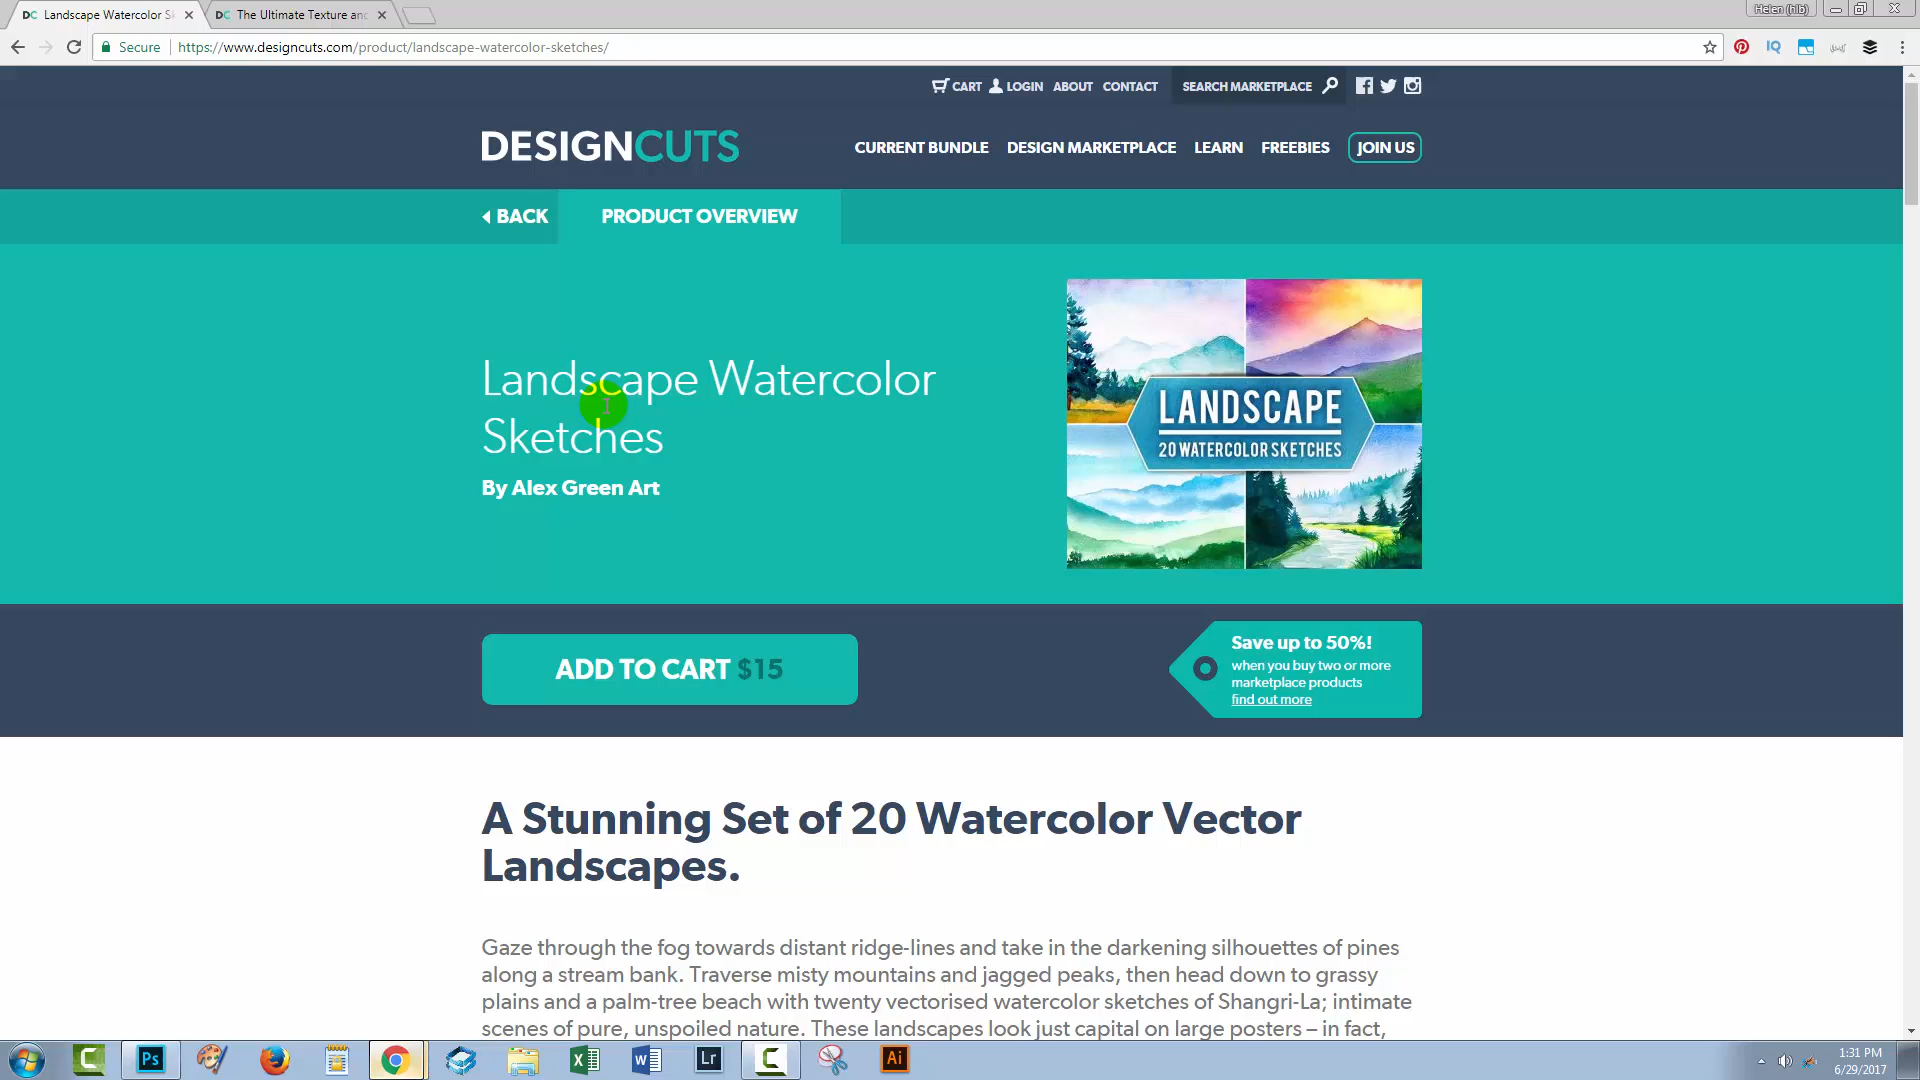 DC Landscape Watercolor S
DC The Ultimate Texture an
Helen (hlb)
Secure
https://www.designcuts.com/product/landscape-watercolor-sketches/
IQ
CART LOGIN ABOUT CONTACT SEARCH MARKETPLACE
DESIGNCUTS
CURRENT BUNDLE DESIGN MARKETPLACE LEARN FREEBIES JOIN US
BACK
PRODUCT OVERVIEW
Landscape Watercolor
Sketches
By Alex Green Art
LANDSCAPE
20 WATERCOLOR SKETCHES
ADD TO CART $15
Save up to 50%!
when you buy two or more
marketplace products
find out more
A Stunning Set of 20 Watercolor Vector
Landscapes.
Gaze through the fog towards distant ridge-lines and take in the darkening silhouettes of pines
along a stream bank. Traverse misty mountains and jagged peaks, then head down to grassy
plains and a palm-tree beach with twenty vectorised watercolor sketches of Shangri-La; intimate
scenes of pure, unspoiled nature. These landscapes look just capital on large posters – in fact,
Ps
Lr
Ai
1:31 PM
6/29/2017